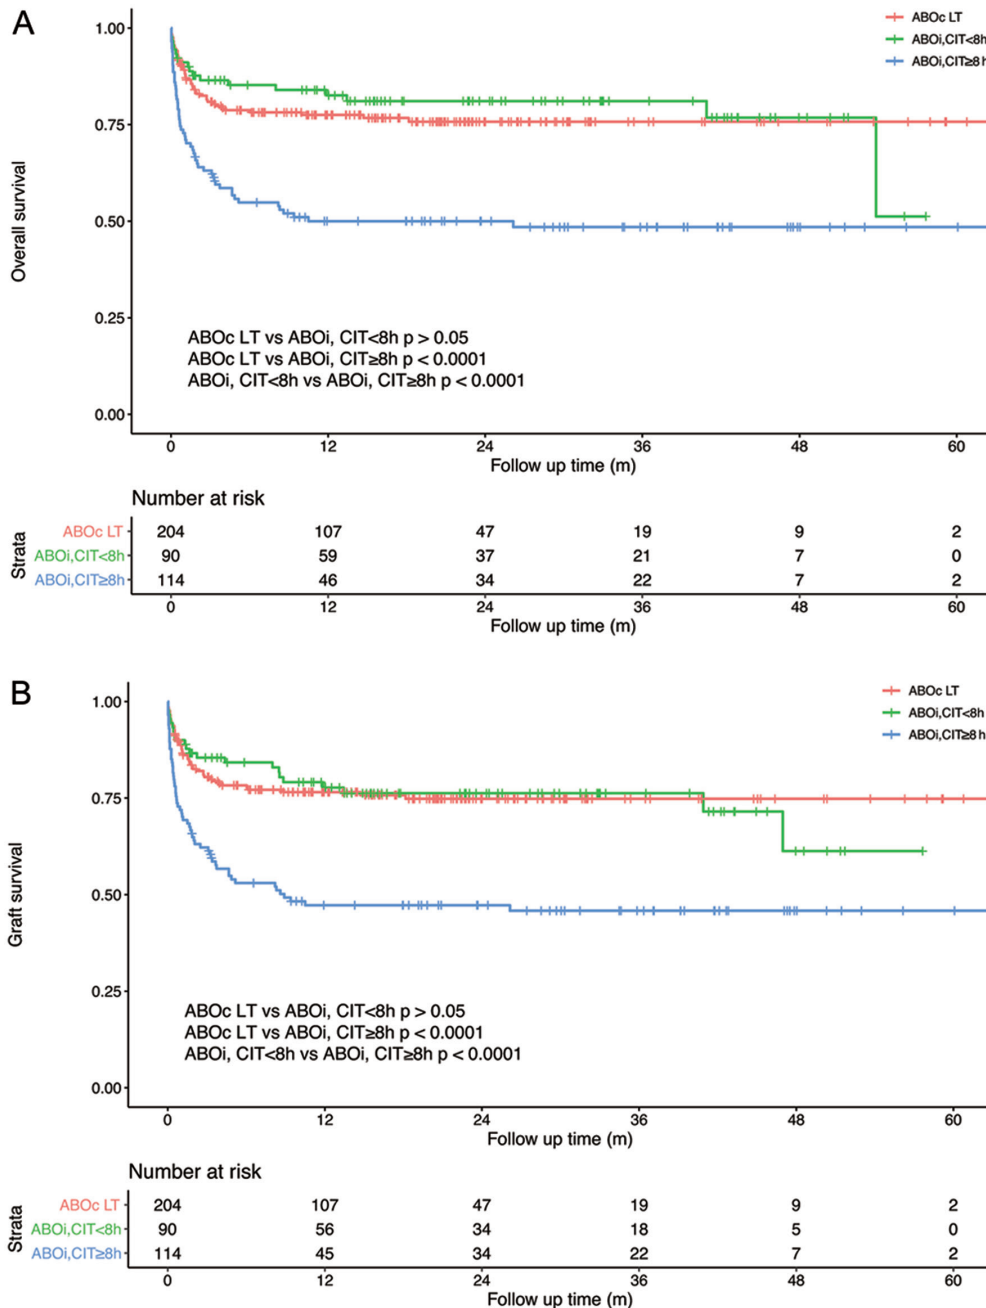 A
ABOc LT
ABOi,CIT<8h
ABOi,CIT≥8h
Overall survival
1.00
0.75
0.50
0.25
0.00
ABOc LT vs ABOi, CIT<8h p > 0.05
ABOc LT vs ABOi, CIT≥8h p < 0.0001
ABOi, CIT<8h vs ABOi, CIT≥8h p < 0.0001
0 12 24 36 48 60
Follow up time (m)
Number at risk
Strata
ABOc LT 204 107 47 19 9 2
ABOi,CIT<8h 90 59 37 21 7 0
ABOi,CIT≥8h 114 46 34 22 7 2
0 12 24 36 48 60
Follow up time (m)
B
ABOc LT
ABOi,CIT<8h
ABOi,CIT≥8h
Graft survival
1.00
0.75
0.50
0.25
0.00
ABOc LT vs ABOi, CIT<8h p > 0.05
ABOc LT vs ABOi, CIT≥8h p < 0.0001
ABOi, CIT<8h vs ABOi, CIT≥8h p < 0.0001
0 12 24 36 48 60
Follow up time (m)
Number at risk
Strata
ABOc LT 204 107 47 19 9 2
ABOi,CIT<8h 90 56 34 18 5 0
ABOi,CIT≥8h 114 45 34 22 7 2
0 12 24 36 48 60
Follow up time (m)